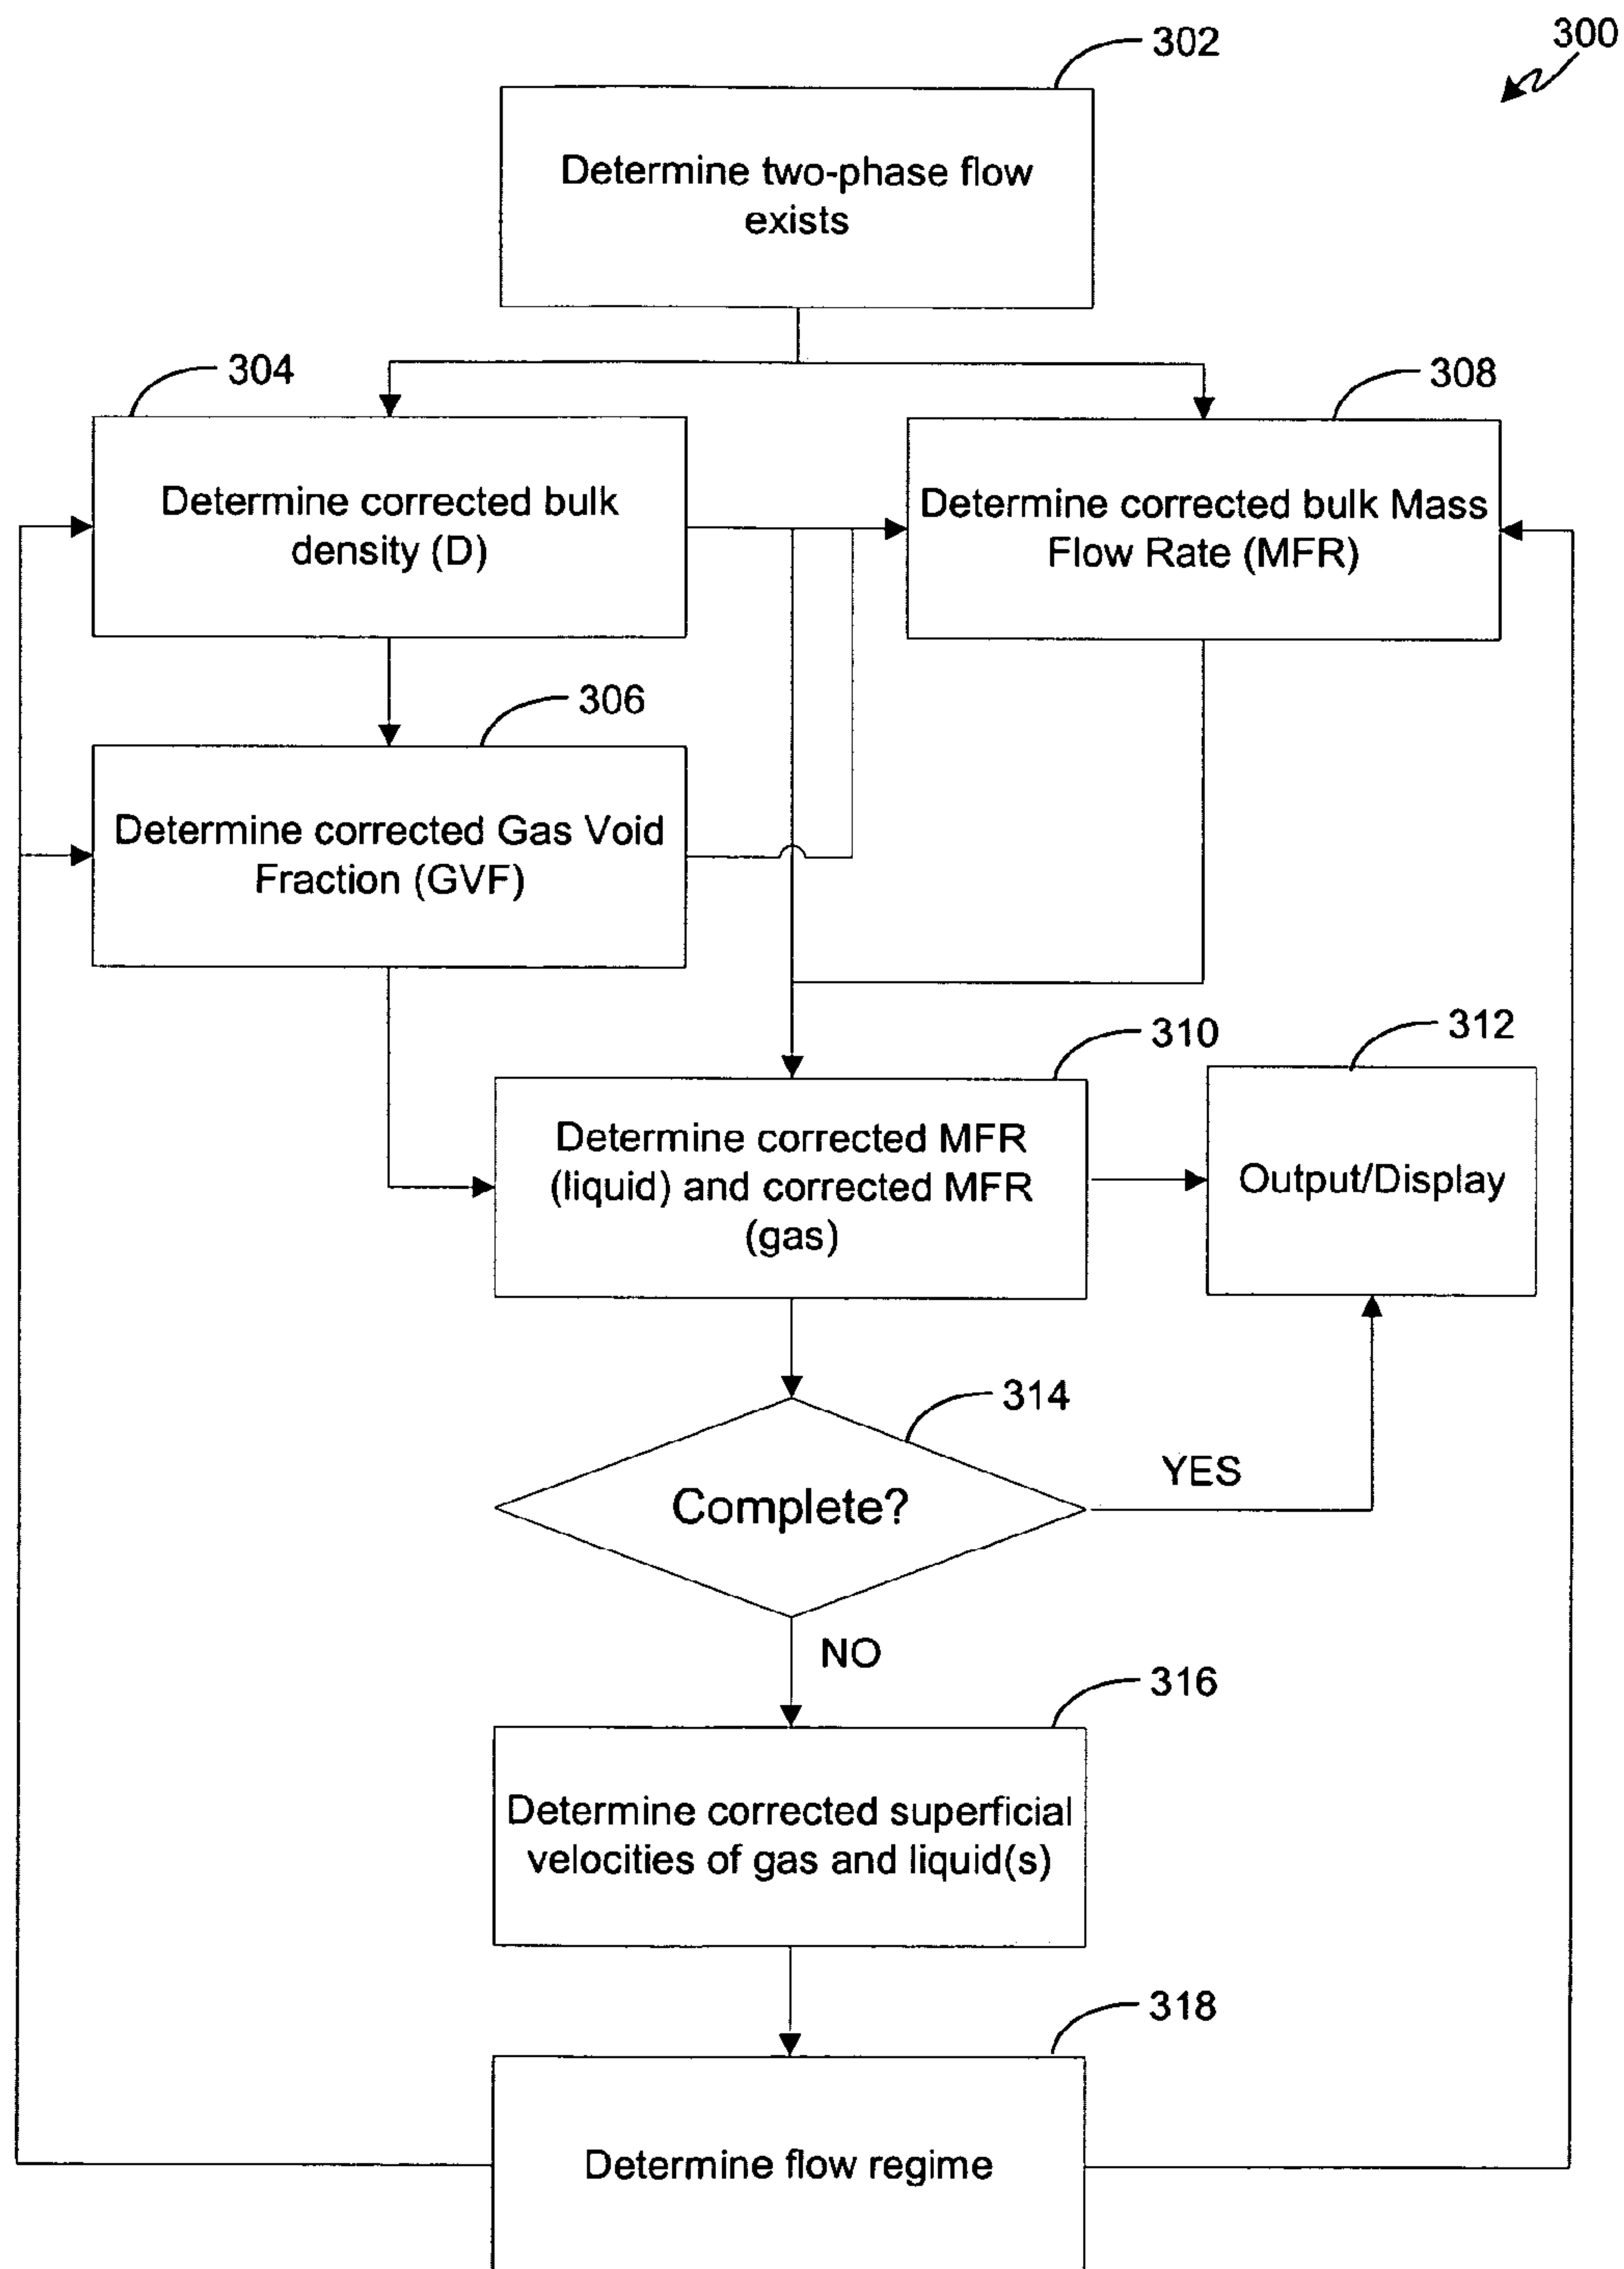 300
302
Determine two-phase flow
exists
304
308
Determine corrected bulk
density (D)
Determine corrected bulk Mass
Flow Rate (MFR)
306
Determine corrected Gas Void
Fraction (GVF)
310
312
Determine corrected MFR
(liquid) and corrected MFR
(gas)
Output/Display
314
Complete?
YES
NO
316
Determine corrected superficial
velocities of gas and liquid(s)
318
Determine flow regime